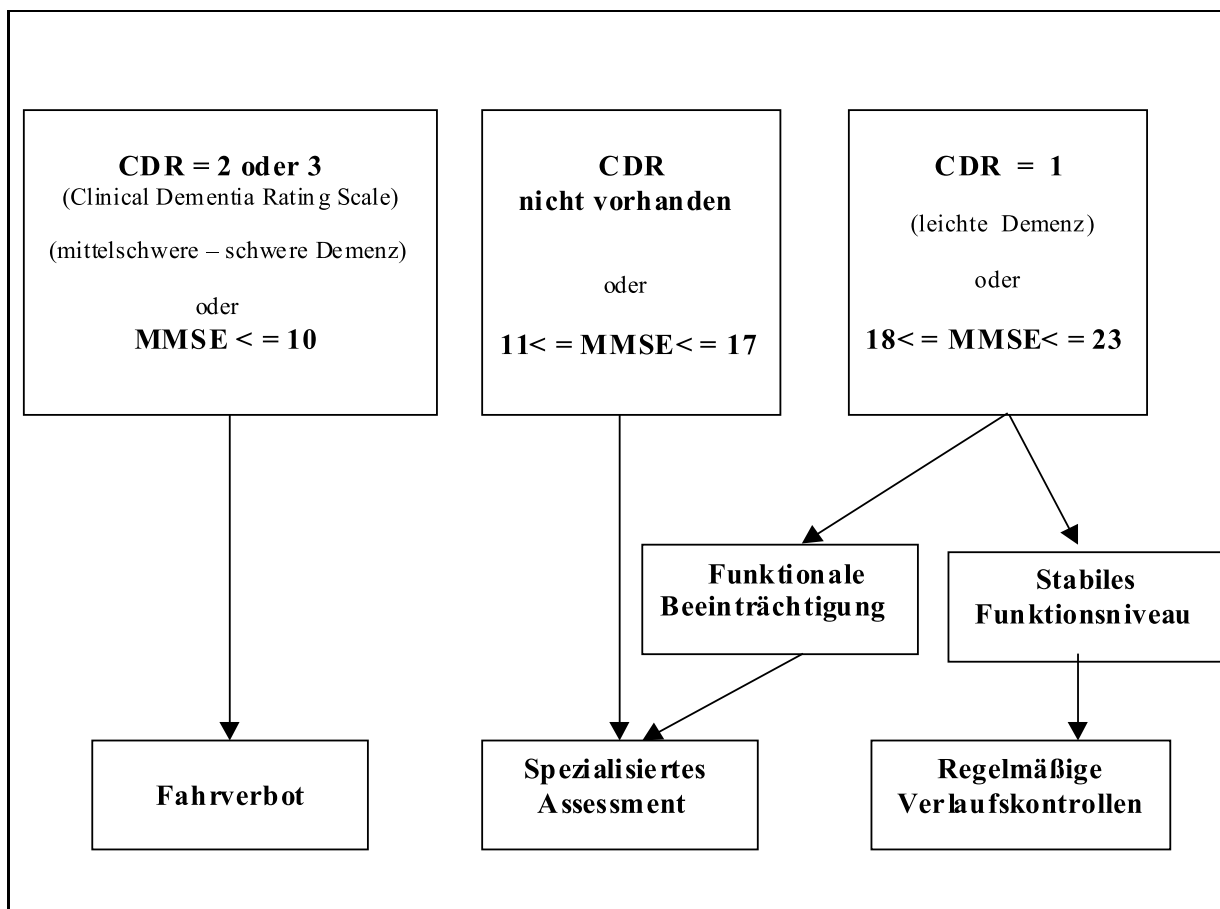 CDR = 2 oder 3
(Clinical Dementia Rating Scale)
(mittelschwere – schwere Demenz)
oder
MMSE < = 10
CDR
nicht vorhanden
oder
11< = MMSE< = 17
CDR = 1
(leichte Demenz)
oder
18< = MMSE< = 23
Funktionale
Beeinträchtigung
Stabiles
Funktionsniveau
Fahrverbot
Spezialisiertes
Assessment
Regelmäßige
Verlaufskontrollen